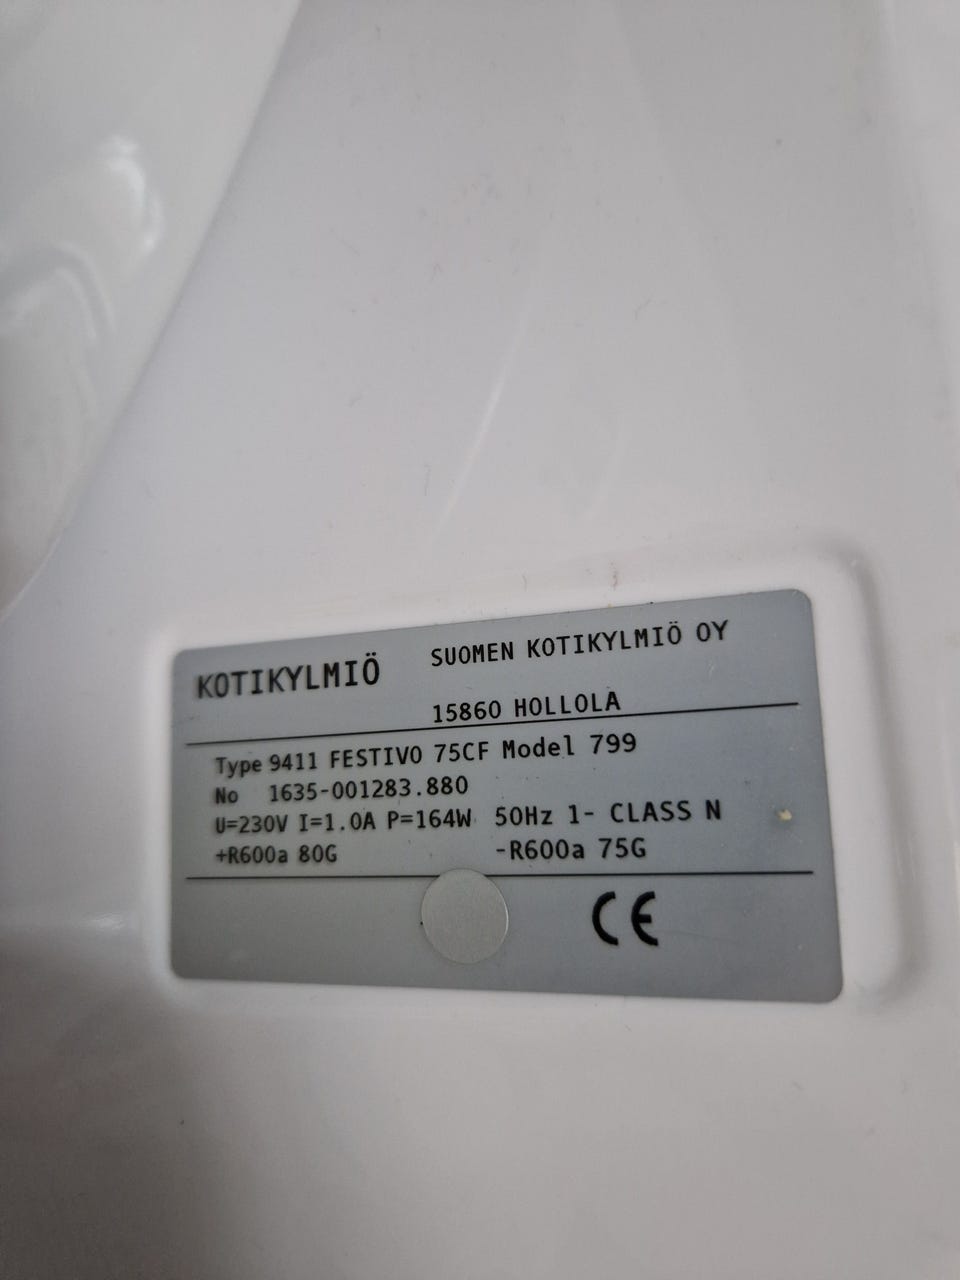 KOTIKYLMIÖ
SUOMEN KOTIKYLMIÖ OY
15860 HOLLOLA
Type 9411 FESTIVO 75CF Model 799
No 1635-001283.880
U=230V I=1.0A P=164W 50Hz 1- CLASS N
+R600a 80G -R600a 75G
CE